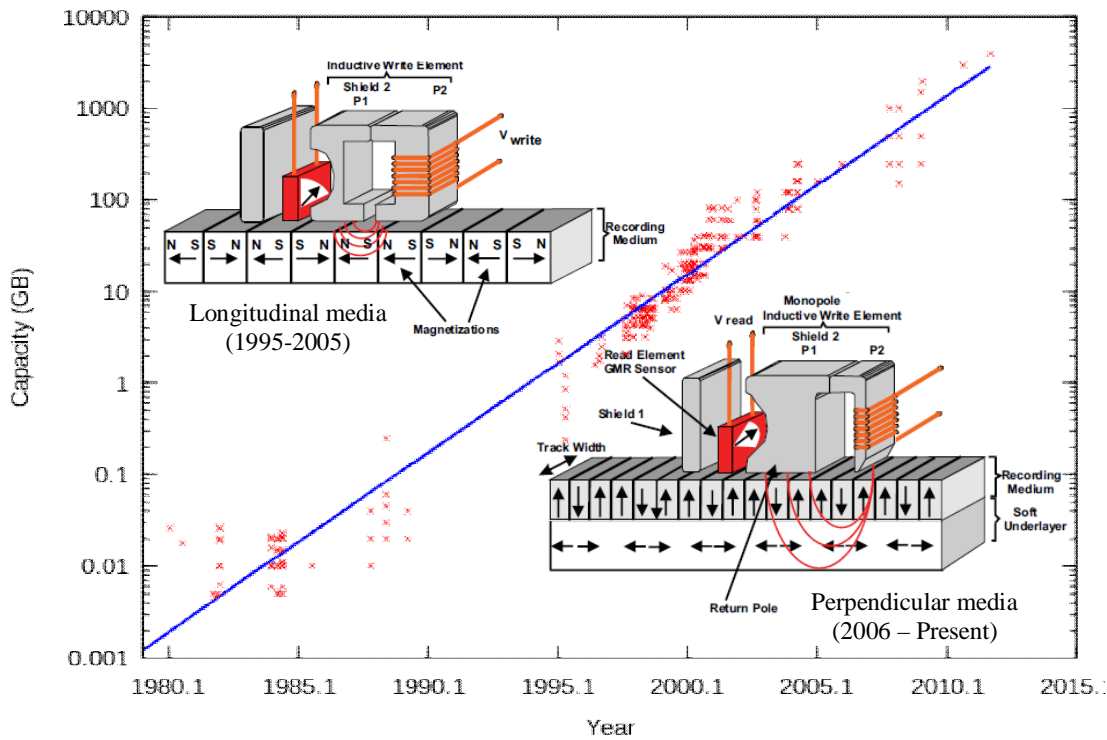 10000
1000
100
10
1
0.1
0.01
0.001
Capacity (GB)
Inductive Write Element
Shield 2
P1
P2
V write
Recording
Medium
N S
S N
N S
S N
N S
N S
S N
N S
S N
Magnetizations
Longitudinal media
(1995-2005)
Monopole
Inductive Write Element
Shield 2
P1
P2
V read
Read Element
GMR Sensor
Shield 1
Track Width
Recording
Medium
Soft
Underlayer
Return Pole
Perpendicular media
(2006 – Present)
1980.1
1985.1
1990.1
1995.1
2000.1
2005.1
2010.1
2015.1
Year